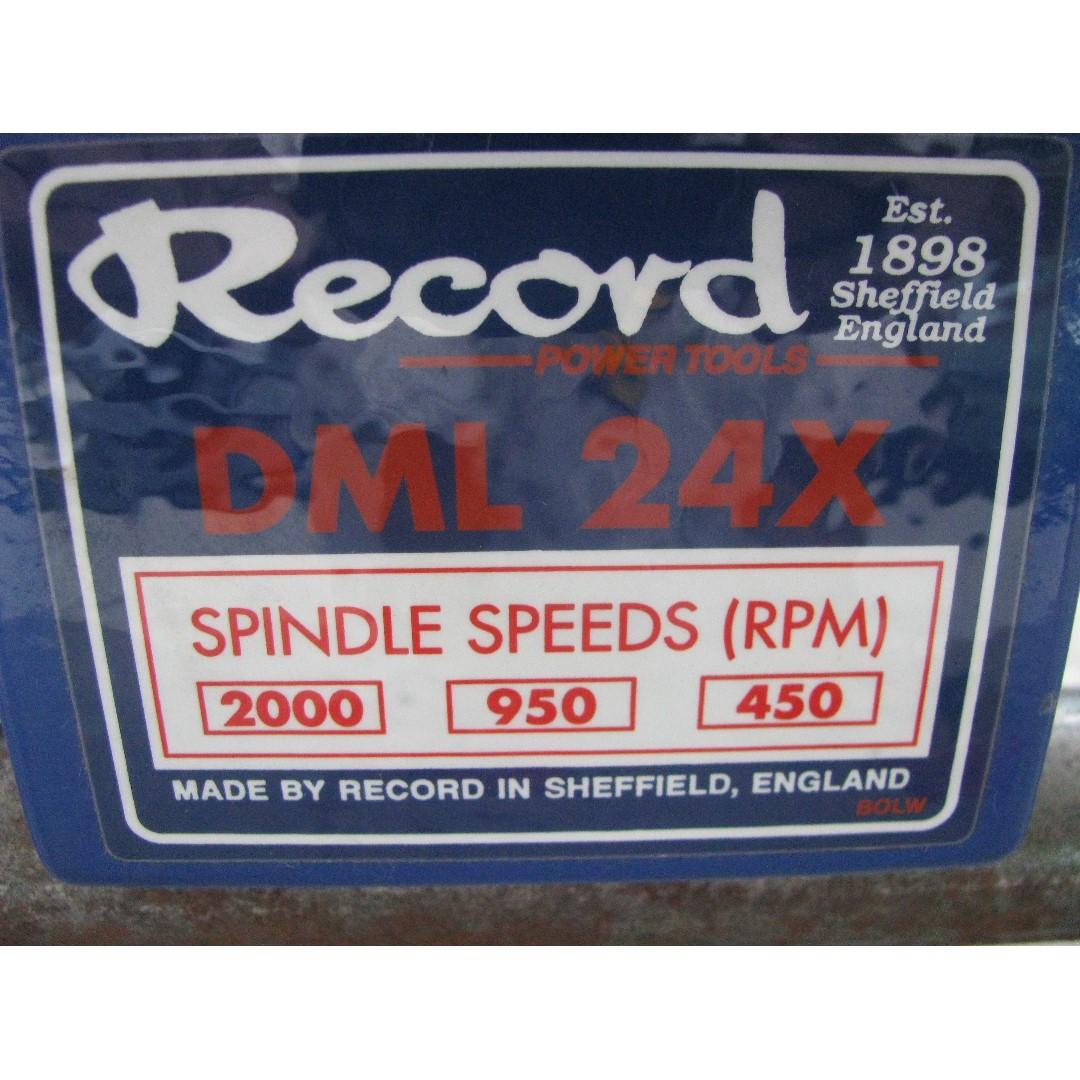 Record
Est.
1898
Sheffield
England
POWER TOOLS
DML 24X
SPINDLE SPEEDS (RPM)
2000 950 450
MADE BY RECORD IN SHEFFIELD, ENGLAND
BOLW